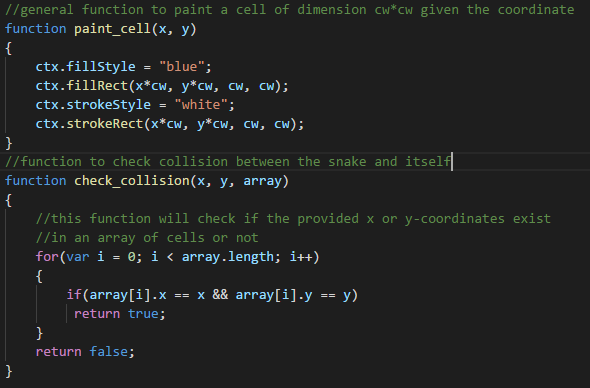 //general function to paint a cell of dimension cw*cw given the coordinate
function paint_cell(x, y)
{
    ctx.fillStyle = "blue";
    ctx.fillRect(x*cw, y*cw, cw, cw);
    ctx.strokeStyle = "white";
    ctx.strokeRect(x*cw, y*cw, cw, cw);
}
//function to check collision between the snake and itself
function check_collision(x, y, array)
{
    //this function will check if the provided x or y-coordinates exist
    //in an array of cells or not
    for(var i = 0; i < array.length; i++)
    {
        if(array[i].x == x && array[i].y == y)
         return true;
    }
    return false;
}